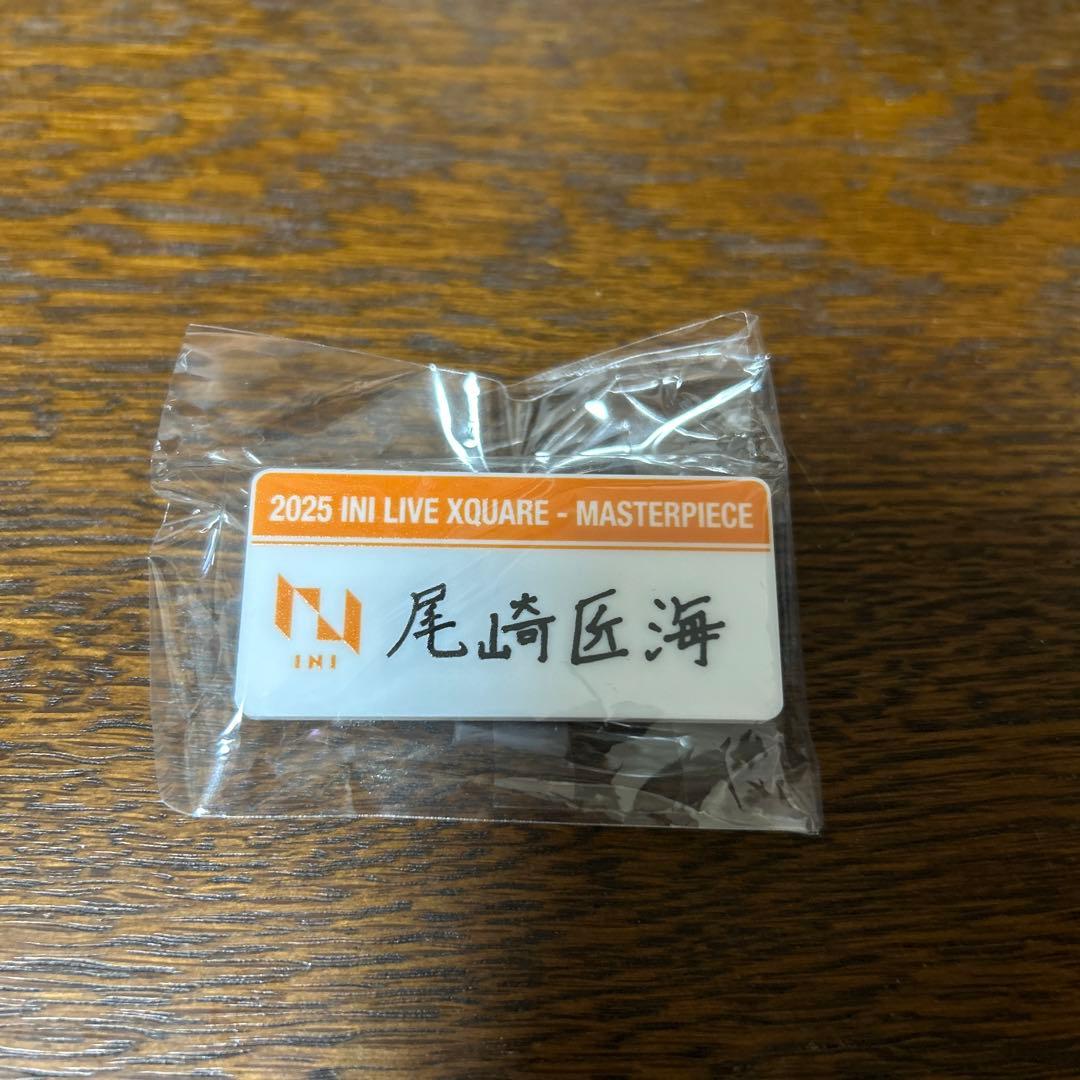 2025 INI LIVE XQUARE - MASTERPIECE
尾崎匠海
INI